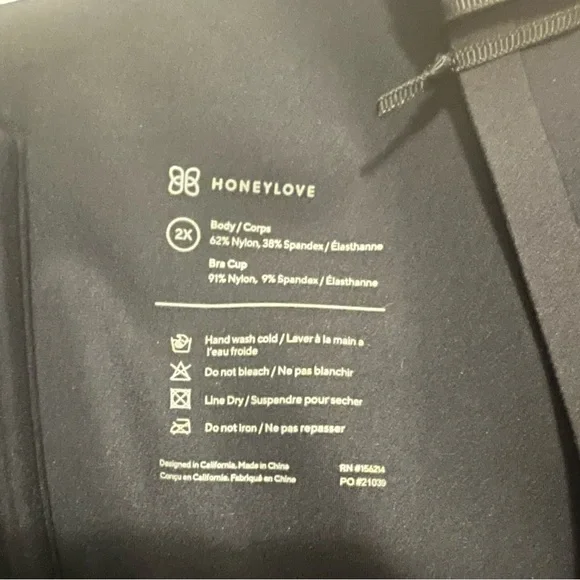 HONEYLOVE
2X
Body / Corps
62% Nylon, 38% Spandex / Élasthanne
Bra Cup
91% Nylon, 9% Spandex / Élasthanne
Hand wash cold / Laver à la main a
l'eau froide
Do not bleach / Ne pas blanchir
Line Dry / Suspendre pour secher
Do not Iron / Ne pas repasser
Designed in California. Made in China
Conçu en Californie. Fabriqué en Chine
RN #156214
PO #21039